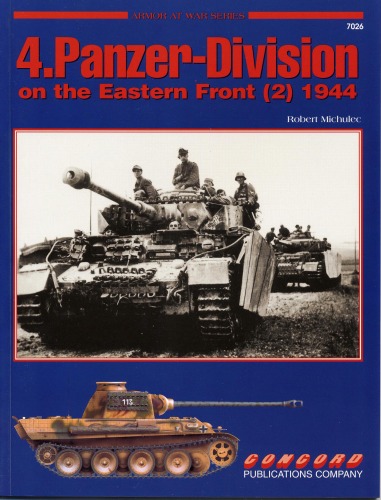 ARMOR AT WAR SERIES
7026
4.Panzer-Division
on the Eastern Front (2) 1944
Robert Michulec
113
CONCORD
PUBLICATIONS COMPANY